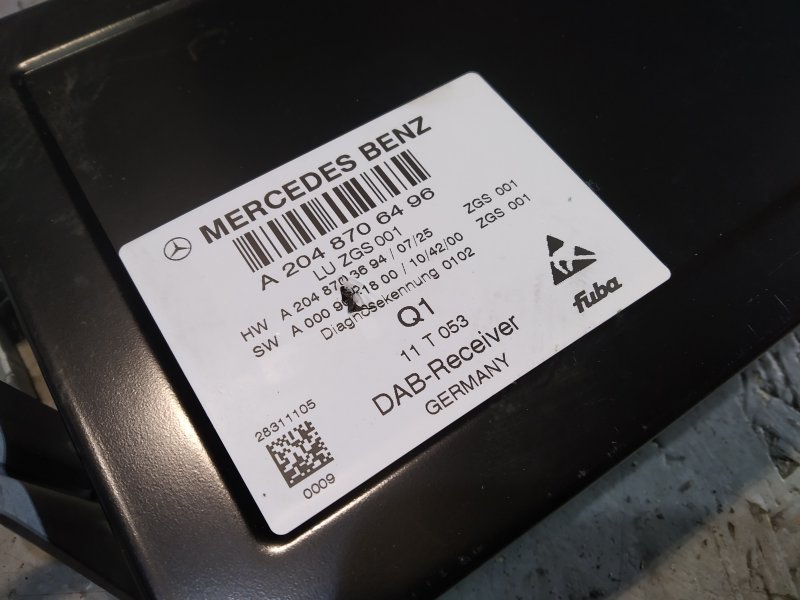 MERCEDES BENZ
A 204 870 64 96
LU ZGS 001
HW A 204 870 36 94 / 07/25 ZGS 001
SW A 000 18 00 / 10/42/00 ZGS 001
Diagnosekennung 0102
Q1
11 T 053
DAB-Receiver
GERMANY
fuba
28311105
0009